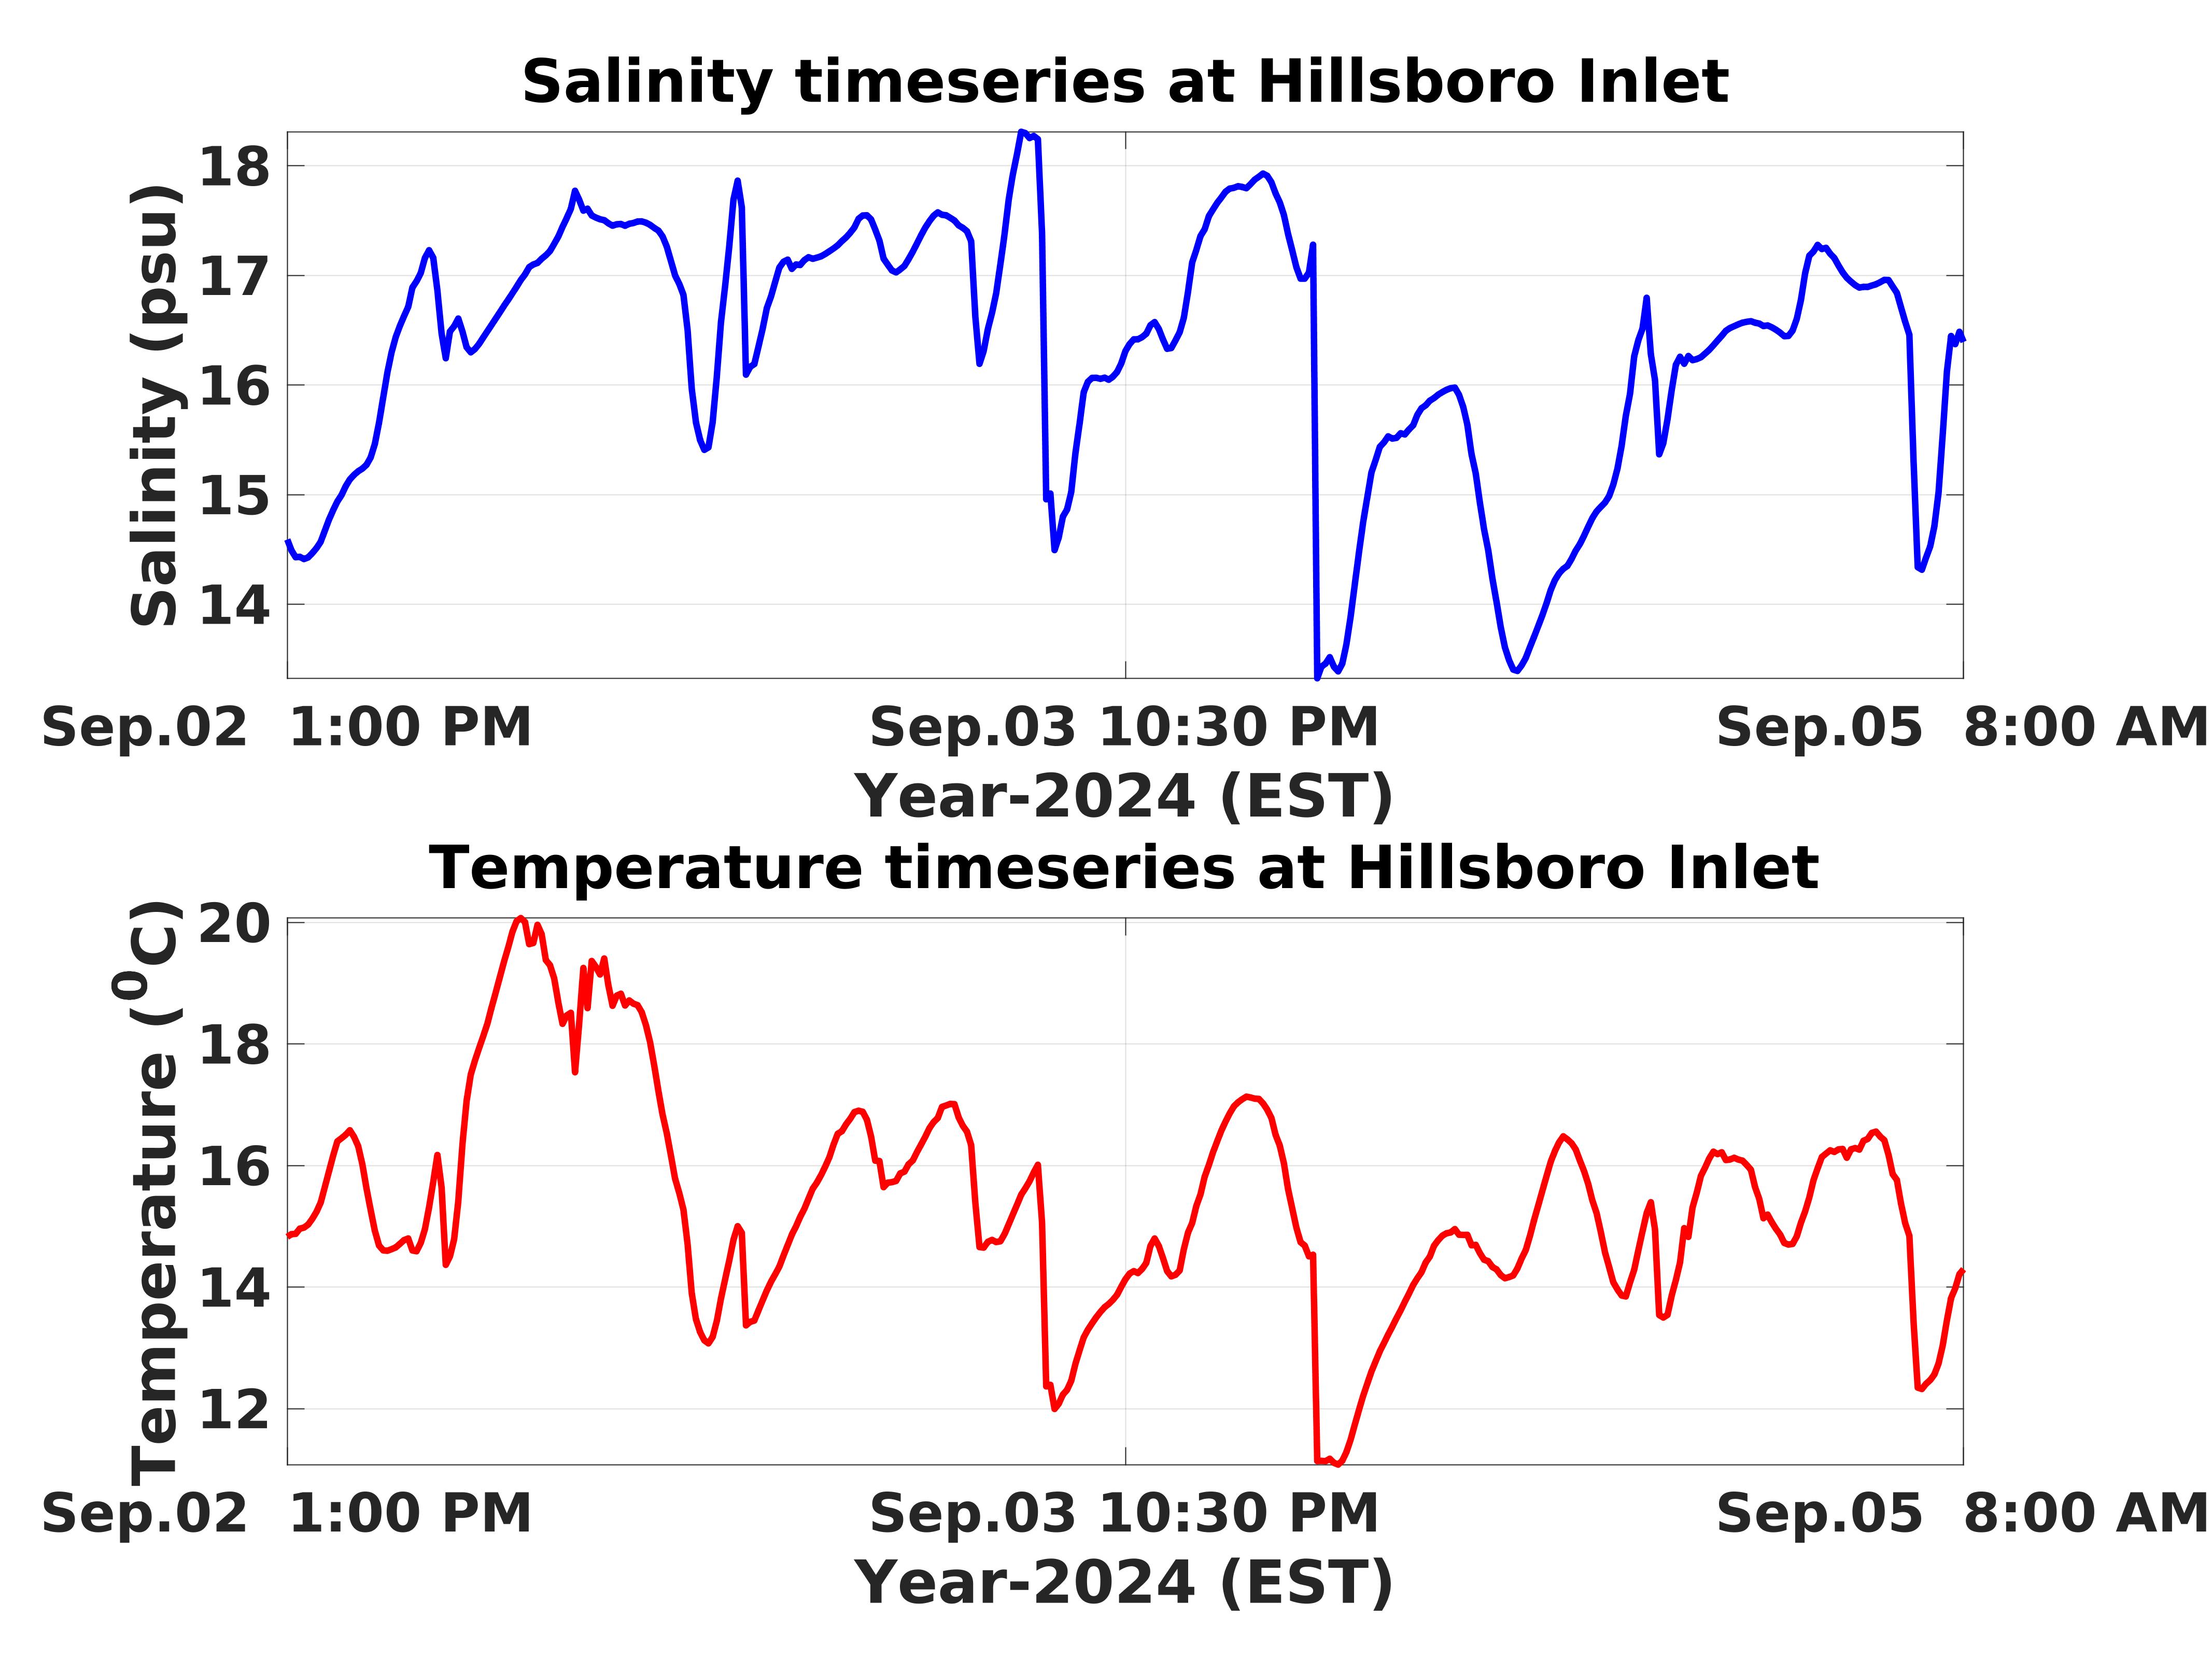 Salinity timeseries at Hillsboro Inlet
Salinity (psu)
18
17
16
15
14
Sep.02 1:00 PM Sep.03 10:30 PM Sep.05 8:00 AM
Year-2024 (EST)
Temperature timeseries at Hillsboro Inlet
Temperature (⁰C)
20
18
16
14
12
Sep.02 1:00 PM Sep.03 10:30 PM Sep.05 8:00 AM
Year-2024 (EST)